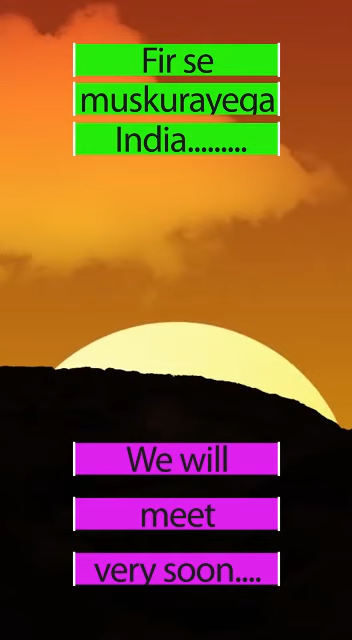 Fir se
muskurayega
India.........
We will
meet
very soon....